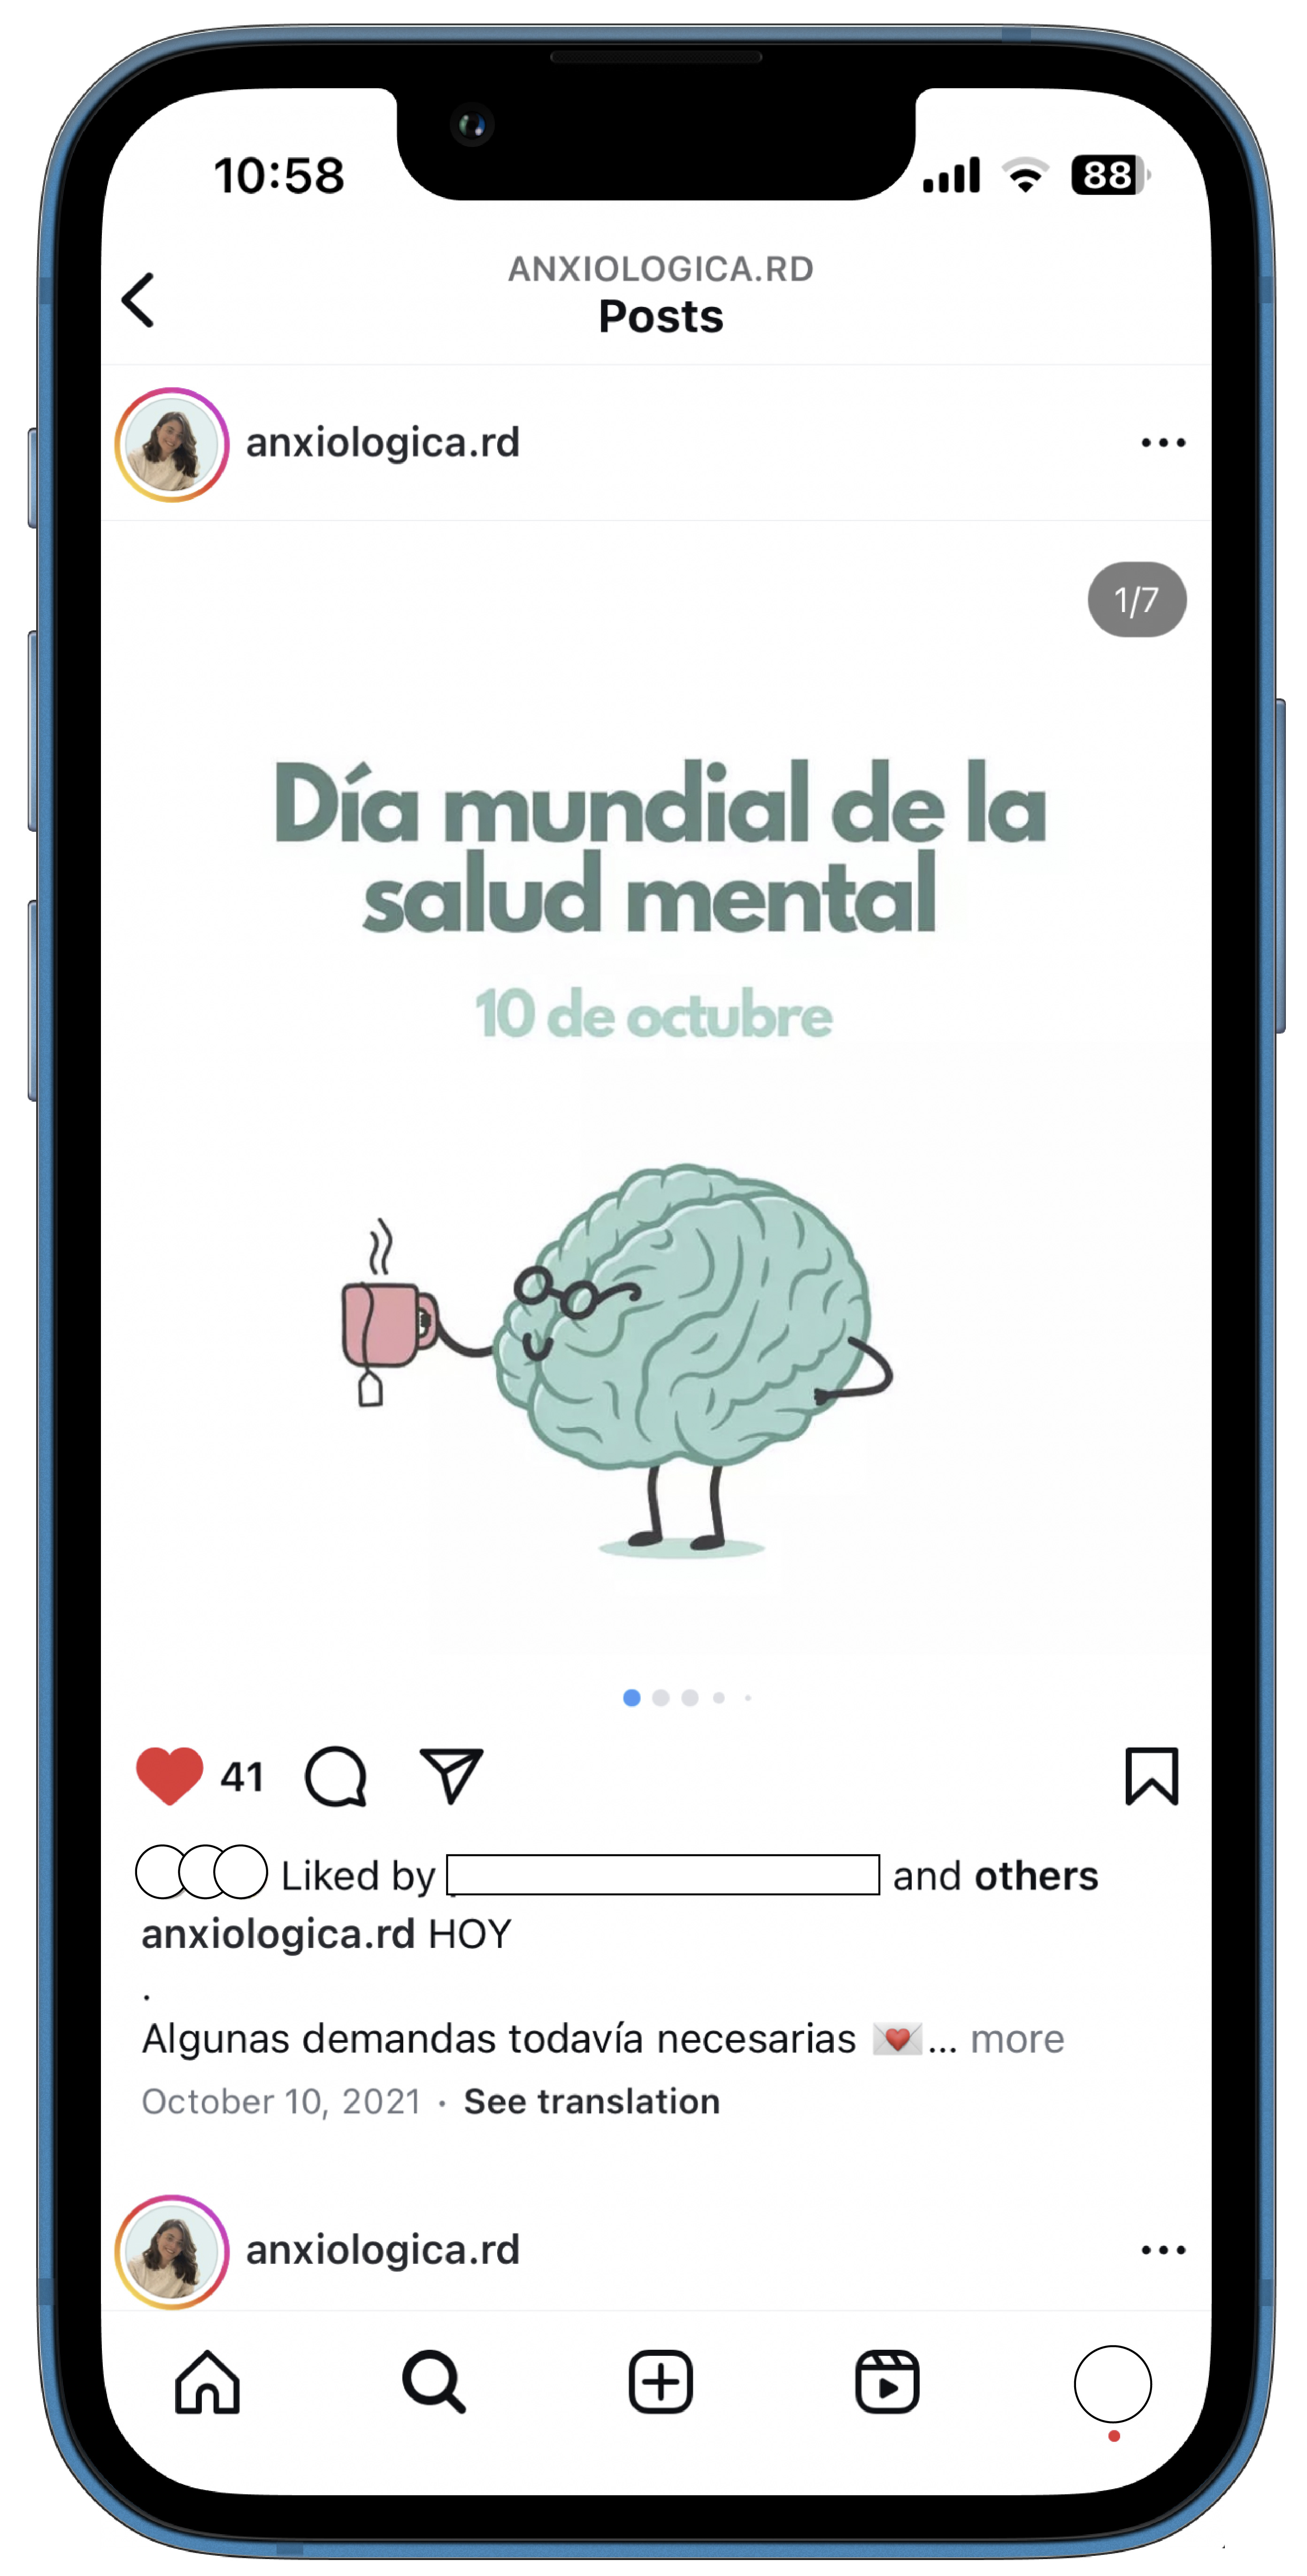 10:58
88
ANXIOLOGICA.RD
Posts
anxiologica.rd
1/7
Día mundial de la
salud mental
10 de octubre
41
Liked by and others
anxiologica.rd HOY
.
Algunas demandas todavía necesarias 💌... more
October 10, 2021 · See translation
anxiologica.rd